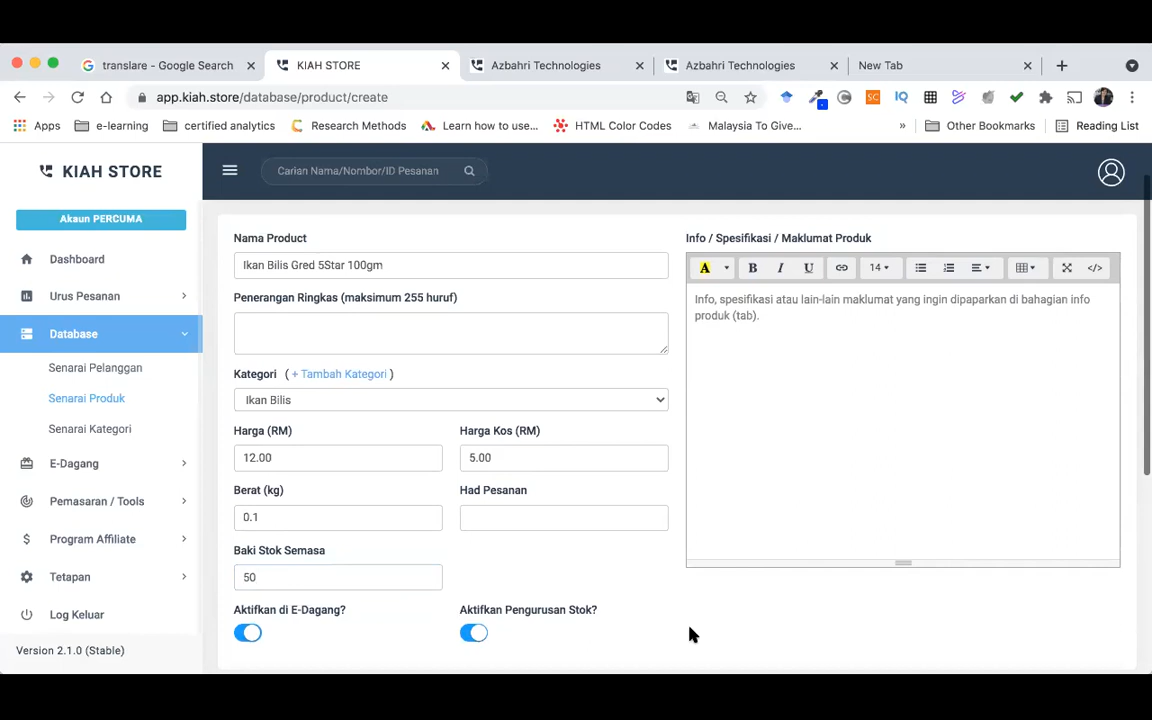 translare - Google Search
KIAH STORE
Azbahri Technologies
Azbahri Technologies
New Tab
app.kiah.store/database/product/create
Apps
e-learning
certified analytics
Research Methods
Learn how to use...
HTML Color Codes
Malaysia To Give...
»
Other Bookmarks
Reading List
KIAH STORE
Carian Nama/Nombor/ID Pesanan
Akaun PERCUMA
Dashboard
Urus Pesanan
Database
Senarai Pelanggan
Senarai Produk
Senarai Kategori
E-Dagang
Pemasaran / Tools
Program Affiliate
Tetapan
Log Keluar
Version 2.1.0 (Stable)
Nama Product
Ikan Bilis Gred 5Star 100gm
Penerangan Ringkas (maksimum 255 huruf)
Kategori ( + Tambah Kategori )
Ikan Bilis
Harga (RM)
Harga Kos (RM)
12.00
5.00
Berat (kg)
Had Pesanan
0.1
Baki Stok Semasa
50
Aktifkan di E-Dagang?
Aktifkan Pengurusan Stok?
Info / Spesifikasi / Maklumat Produk
A B I U 14 </>
Info, spesifikasi atau lain-lain maklumat yang ingin dipaparkan di bahagian info
produk (tab).